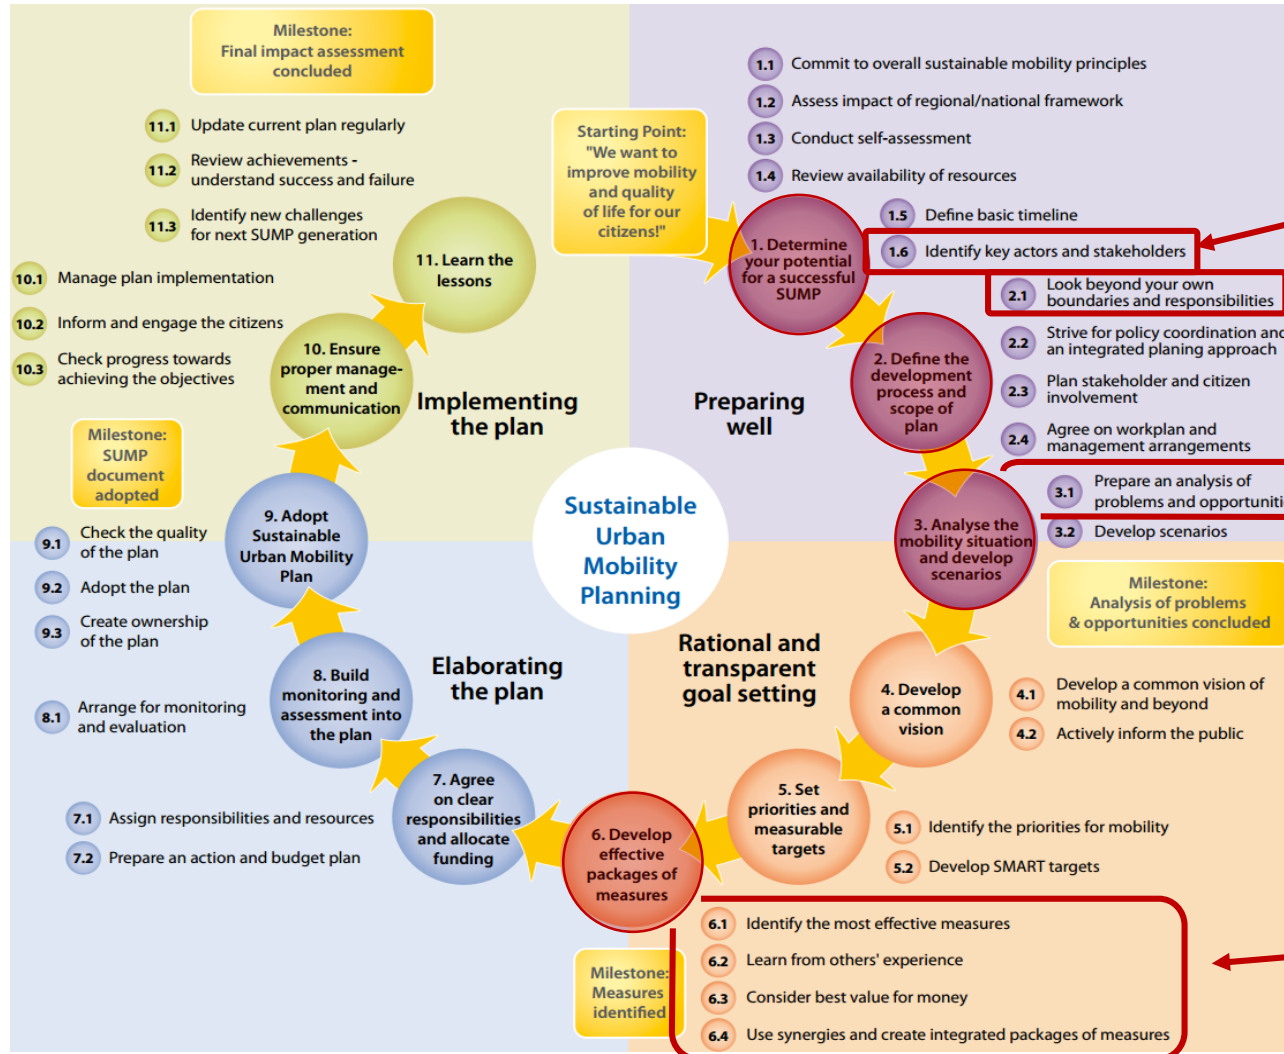 Milestone:
Final impact assessment
concluded
11.1 Update current plan regularly
11.2 Review achievements -
understand success and failure
11.3 Identify new challenges
for next SUMP generation
10.1 Manage plan implementation
10.2 Inform and engage the citizens
10.3 Check progress towards
achieving the objectives
11. Learn the
lessons
10. Ensure
proper manage-
ment and
communication
Implementing
the plan
Starting Point:
"We want to
improve mobility
and quality
of life for our
citizens!"
1.1 Commit to overall sustainable mobility principles
1.2 Assess impact of regional/national framework
1.3 Conduct self-assessment
1.4 Review availability of resources
1.5 Define basic timeline
1.6 Identify key actors and stakeholders
1. Determine
your potential
for a successful
SUMP
2.1 Look beyond your own
boundaries and responsibilities
2.2 Strive for policy coordination and
an integrated planing approach
2.3 Plan stakeholder and citizen
involvement
2.4 Agree on workplan and
management arrangements
2. Define the
development
process and
scope of
plan
Preparing
well
3.1 Prepare an analysis of
problems and opportuniti
3.2 Develop scenarios
3. Analyse the
mobility situation
and develop
scenarios
Milestone:
Analysis of problems
& opportunities concluded
Sustainable
Urban
Mobility
Planning
Rational and
transparent
goal setting
4. Develop
a common
vision
4.1 Develop a common vision of
mobility and beyond
4.2 Actively inform the public
5. Set
priorities and
measurable
targets
5.1 Identify the priorities for mobility
5.2 Develop SMART targets
6. Develop
effective
packages of
measures
6.1 Identify the most effective measures
6.2 Learn from others' experience
6.3 Consider best value for money
6.4 Use synergies and create integrated packages of measures
Milestone:
Measures
identified
Elaborating
the plan
7. Agree
on clear
responsibilities
and allocate
funding
7.1 Assign responsibilities and resources
7.2 Prepare an action and budget plan
8. Build
monitoring and
assessment into
the plan
8.1 Arrange for monitoring
and evaluation
9. Adopt
Sustainable
Urban Mobility
Plan
9.1 Check the quality
of the plan
9.2 Adopt the plan
9.3 Create ownership
of the plan
Milestone:
SUMP
document
adopted